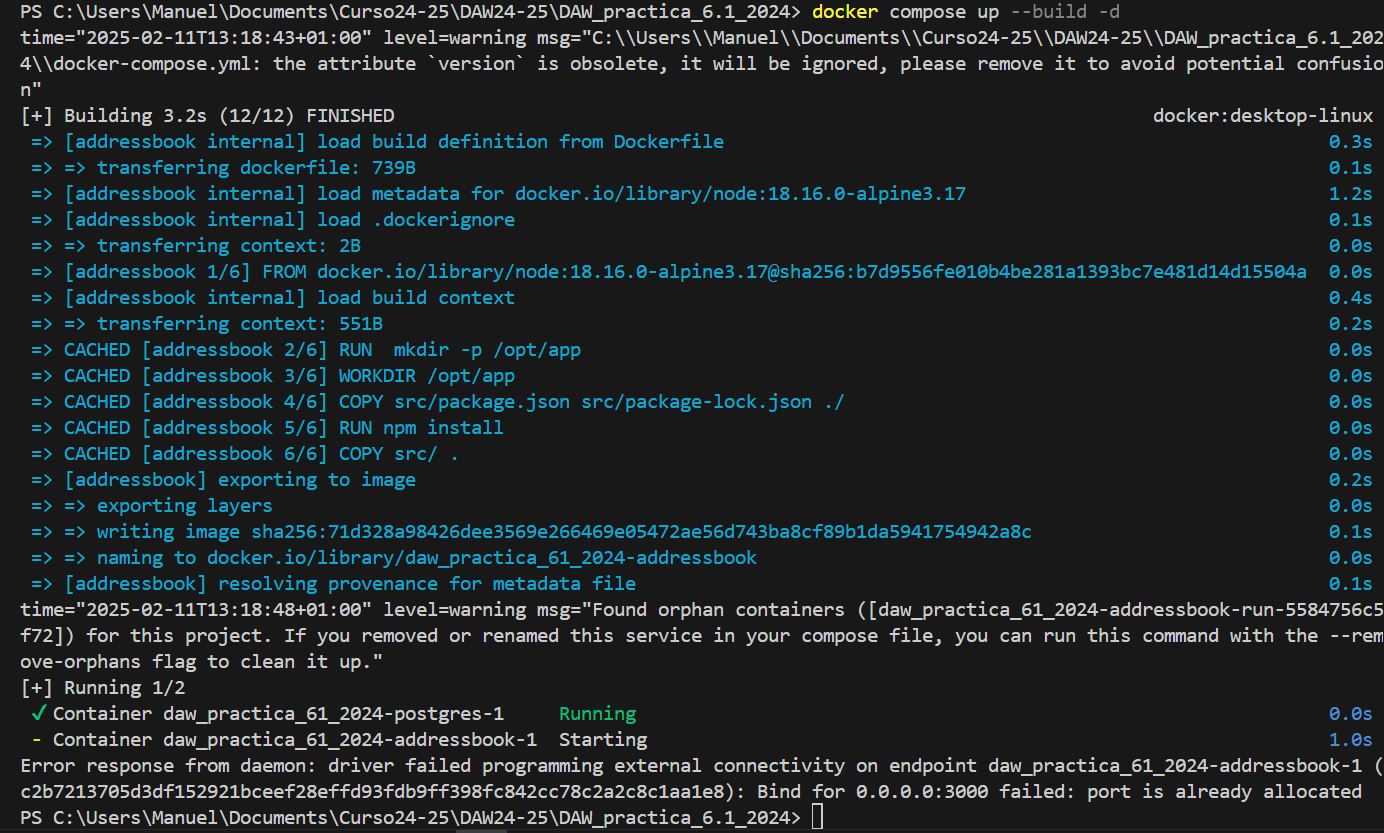 PS C:\Users\Manuel\Documents\Curso24-25\DAW24-25\DAW_practica_6.1_2024> docker compose up --build -d
time="2025-02-11T13:18:43+01:00" level=warning msg="C:\\Users\\Manuel\\Documents\\Curso24-25\\DAW24-25\\DAW_practica_6.1_202
4\\docker-compose.yml: the attribute `version` is obsolete, it will be ignored, please remove it to avoid potential confusio
n"
[+] Building 3.2s (12/12) FINISHED docker:desktop-linux
=> [addressbook internal] load build definition from Dockerfile 0.3s
=> => transferring dockerfile: 739B 0.1s
=> [addressbook internal] load metadata for docker.io/library/node:18.16.0-alpine3.17 1.2s
=> [addressbook internal] load .dockerignore 0.1s
=> => transferring context: 2B 0.0s
=> [addressbook 1/6] FROM docker.io/library/node:18.16.0-alpine3.17@sha256:b7d9556fe010b4be281a1393bc7e481d14d15504a 0.0s
=> [addressbook internal] load build context 0.4s
=> => transferring context: 551B 0.2s
=> CACHED [addressbook 2/6] RUN  mkdir -p /opt/app 0.0s
=> CACHED [addressbook 3/6] WORKDIR /opt/app 0.0s
=> CACHED [addressbook 4/6] COPY src/package.json src/package-lock.json ./ 0.0s
=> CACHED [addressbook 5/6] RUN npm install 0.0s
=> CACHED [addressbook 6/6] COPY src/ . 0.0s
=> [addressbook] exporting to image 0.2s
=> => exporting layers 0.0s
=> => writing image sha256:71d328a98426dee3569e266469e05472ae56d743ba8cf89b1da5941754942a8c 0.1s
=> => naming to docker.io/library/daw_practica_61_2024-addressbook 0.0s
=> [addressbook] resolving provenance for metadata file 0.1s
time="2025-02-11T13:18:48+01:00" level=warning msg="Found orphan containers ([daw_practica_61_2024-addressbook-run-5584756c5
f72]) for this project. If you removed or renamed this service in your compose file, you can run this command with the --rem
ove-orphans flag to clean it up."
[+] Running 1/2
✓ Container daw_practica_61_2024-postgres-1 Running 0.0s
- Container daw_practica_61_2024-addressbook-1 Starting 1.0s
Error response from daemon: driver failed programming external connectivity on endpoint daw_practica_61_2024-addressbook-1 (
c2b7213705d3df152921bceef28effd93fdb9ff398fc842cc78c2a2c8c1aa1e8): Bind for 0.0.0.0:3000 failed: port is already allocated
PS C:\Users\Manuel\Documents\Curso24-25\DAW24-25\DAW_practica_6.1_2024>